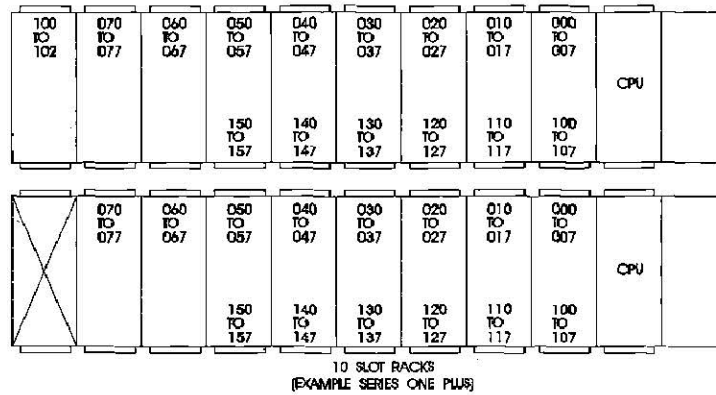 100 070 060 050 040 030 020 010 000
TO TO TO TO TO TO TO TO TO
102 077 067 057 047 037 027 017 007
CPU
150 140 130 120 110 100
TO TO TO TO TO TO
157 147 137 127 117 107
070 060 050 040 030 020 010 000
TO TO TO TO TO TO TO TO
077 067 057 047 037 027 017 007
CPU
150 140 130 120 110 100
TO TO TO TO TO TO
157 147 137 127 117 107
10 SLOT RACKS
(EXAMPLE SERIES ONE PLUS)